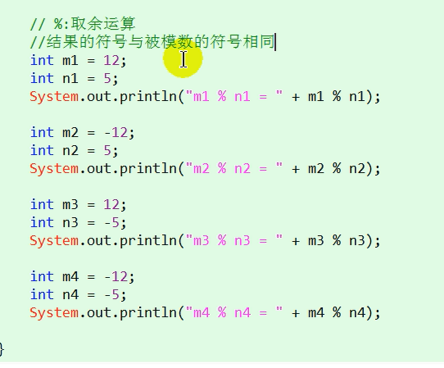 // %:取余运算
//结果的符号与被模数的符号相同
int m1 = 12;
int n1 = 5;
System.out.println("m1 % n1 = " + m1 % n1);
int m2 = -12;
int n2 = 5;
System.out.println("m2 % n2 = " + m2 % n2);
int m3 = 12;
int n3 = -5;
System.out.println("m3 % n3 = " + m3 % n3);
int m4 = -12;
int n4 = -5;
System.out.println("m4 % n4 = " + m4 % n4);
}